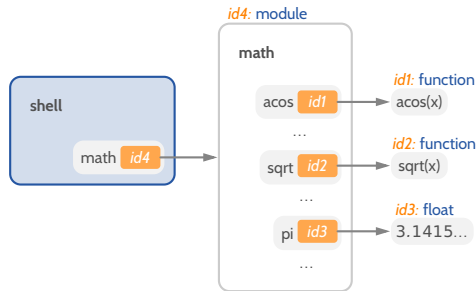 id4: module
math
shell
math id4
acos id1
id1: function
acos(x)
...
sqrt id2
id2: function
sqrt(x)
...
pi id3
id3: float
3.1415...
...